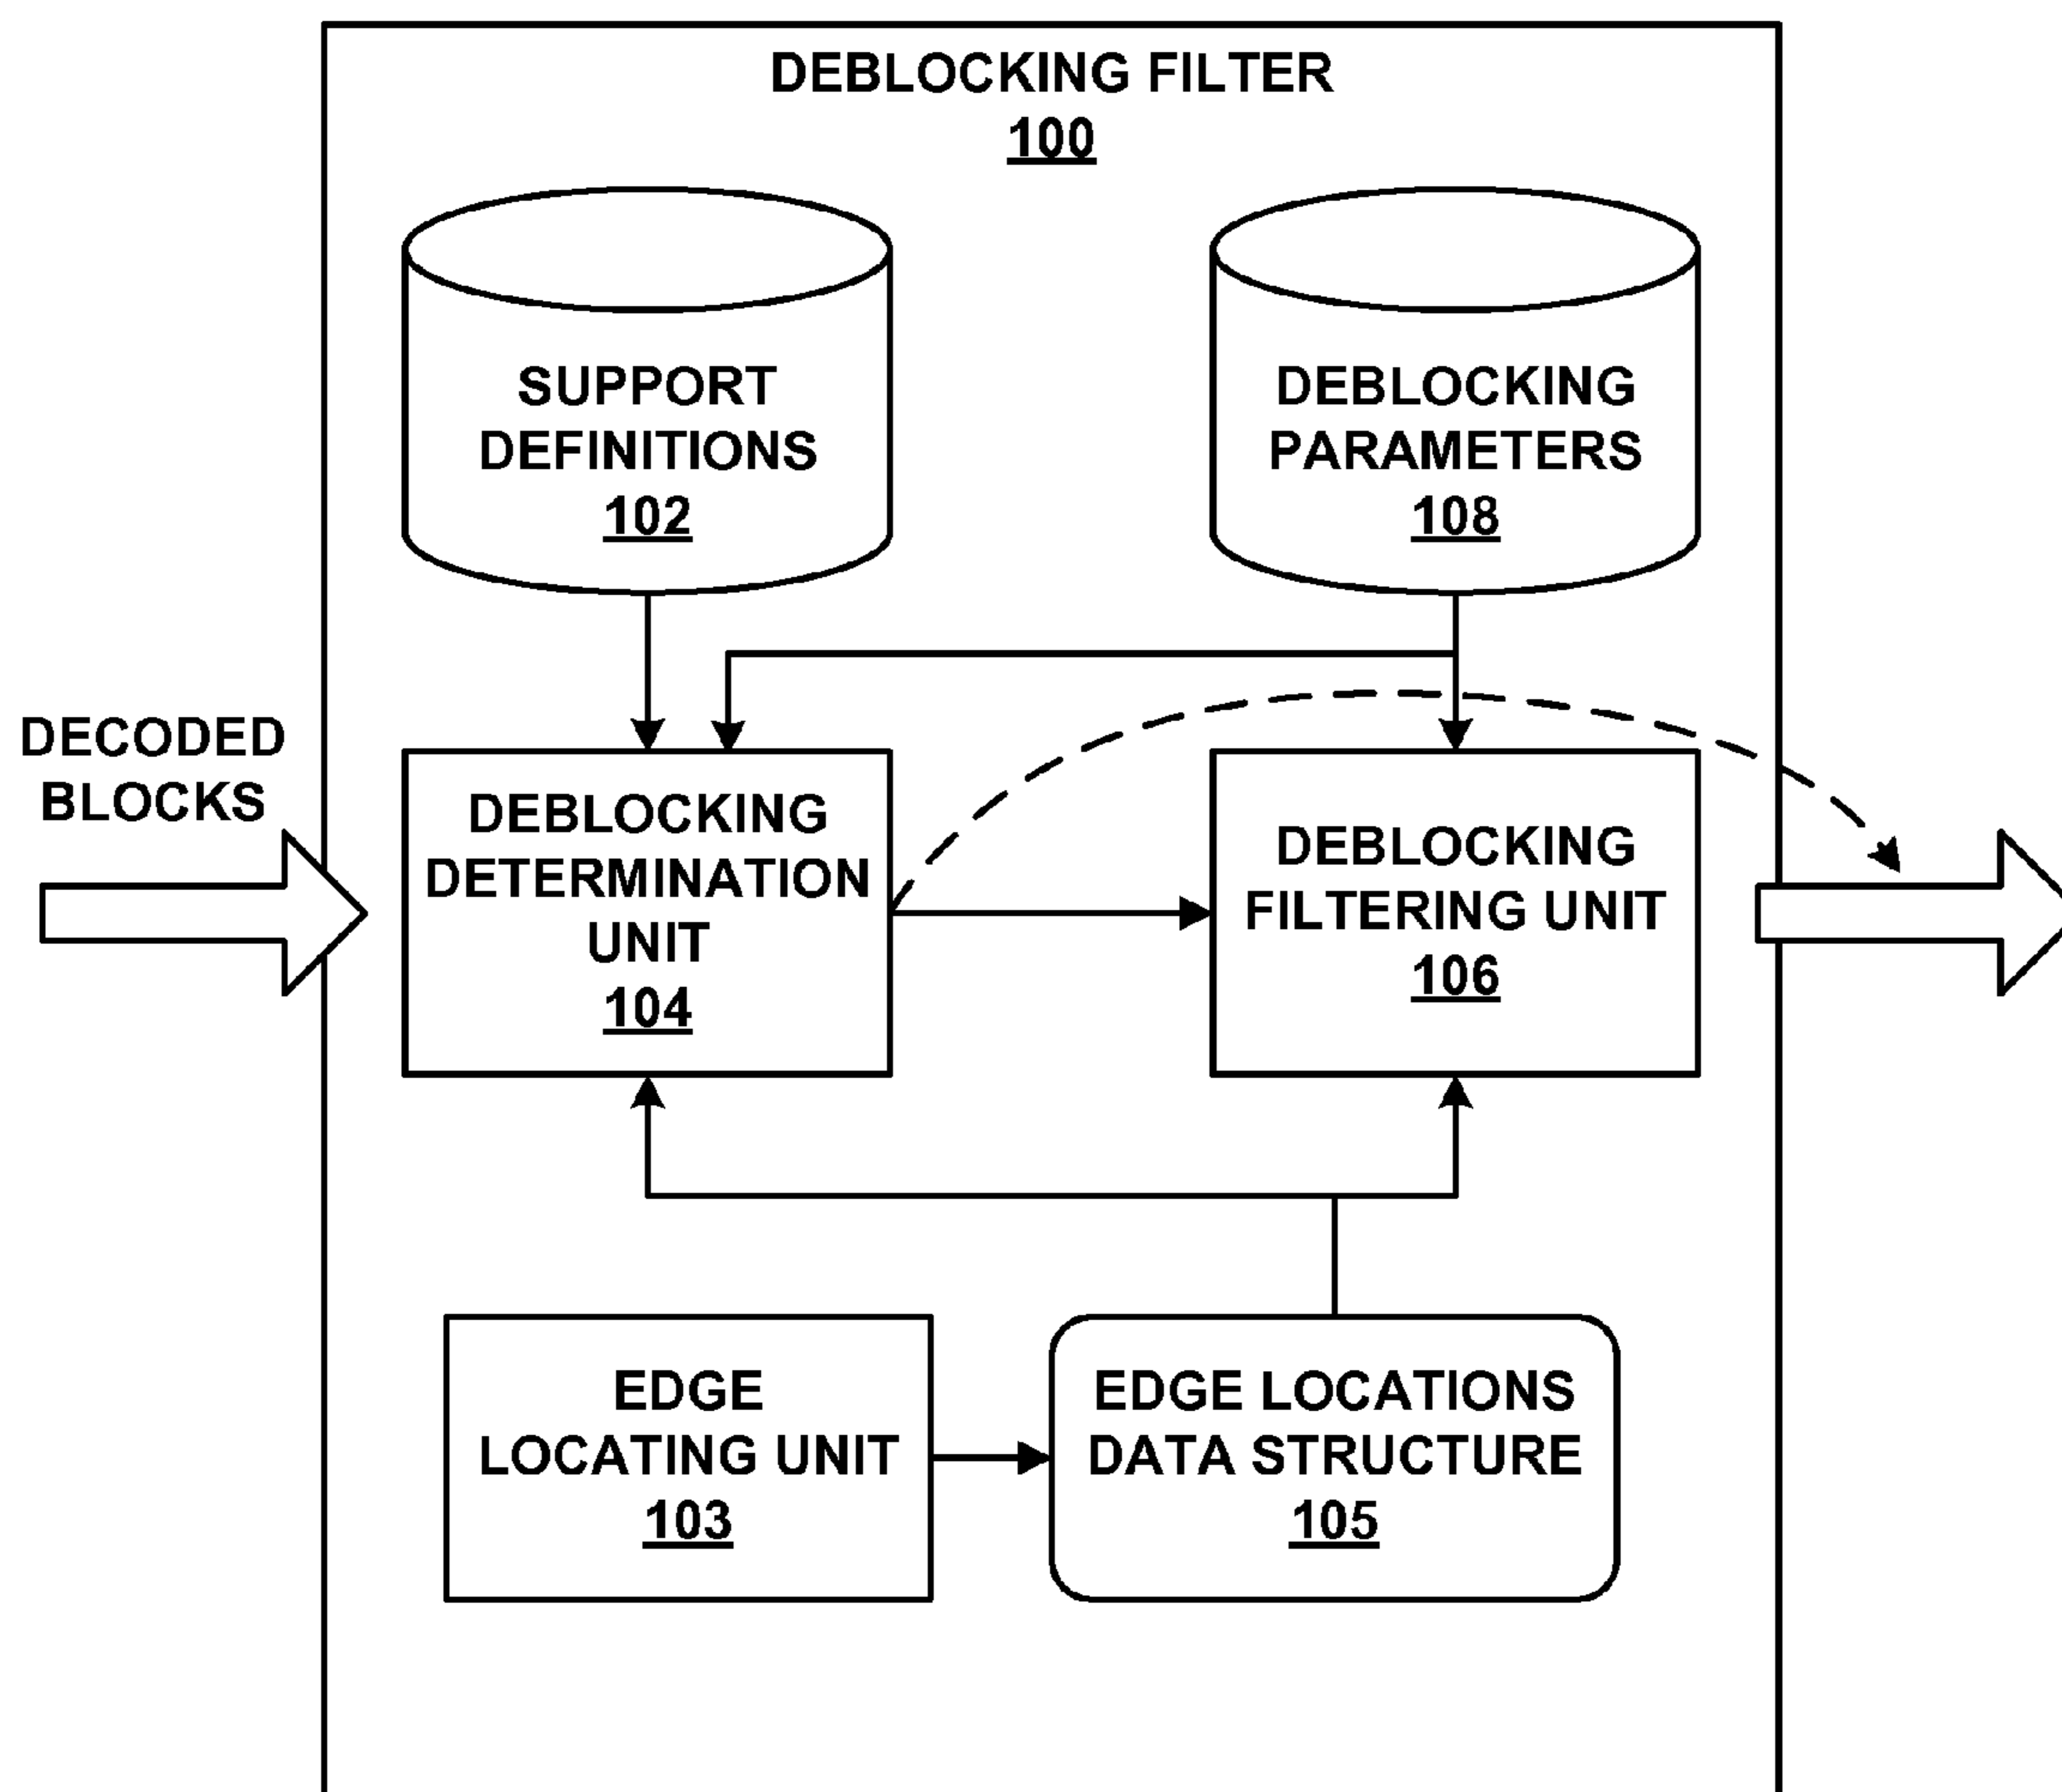 DEBLOCKING FILTER
100
SUPPORT
DEFINITIONS
102
DEBLOCKING
PARAMETERS
108
DECODED
BLOCKS
DEBLOCKING
DETERMINATION
UNIT
104
DEBLOCKING
FILTERING UNIT
106
EDGE
LOCATING UNIT
103
EDGE LOCATIONS
DATA STRUCTURE
105